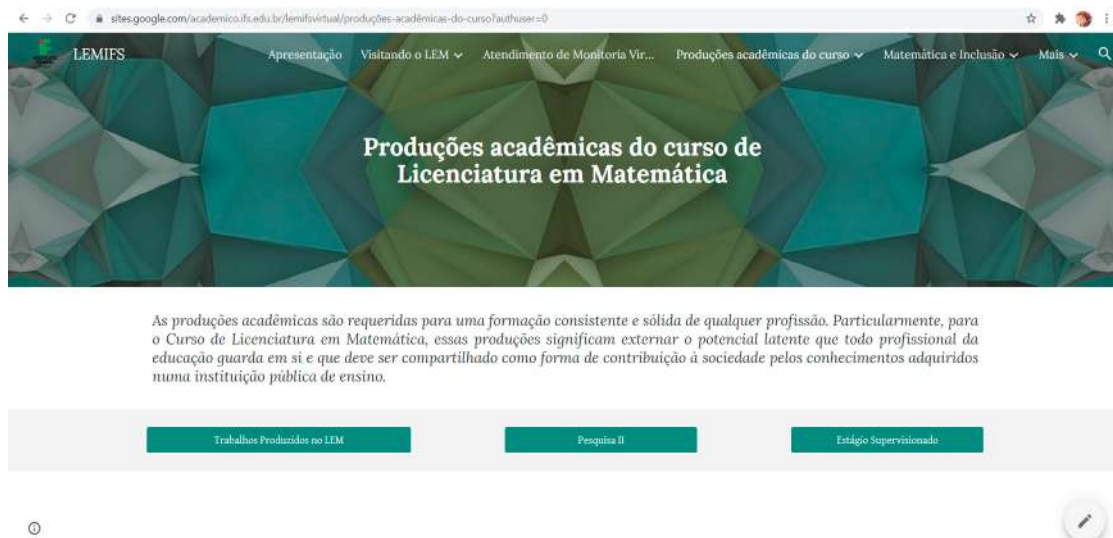 sites.google.com/academico.ifs.edu.br/lemifsvirtual/produções-acadêmicas-do-curso?authuser=0
LEMIFS
Apresentação
Visitando o LEM
Atendimento de Monitoria Vir...
Produções acadêmicas do curso
Matemática e Inclusão
Mais
Produções acadêmicas do curso de
Licenciatura em Matemática
As produções acadêmicas são requeridas para uma formação consistente e sólida de qualquer profissão. Particularmente, para
o Curso de Licenciatura em Matemática, essas produções significam externar o potencial latente que todo profissional da
educação guarda em si e que deve ser compartilhado como forma de contribuição à sociedade pelos conhecimentos adquiridos
numa instituição pública de ensino.
Trabalhos Produzidos no LEM
Pesquisa II
Estágio Supervisionado